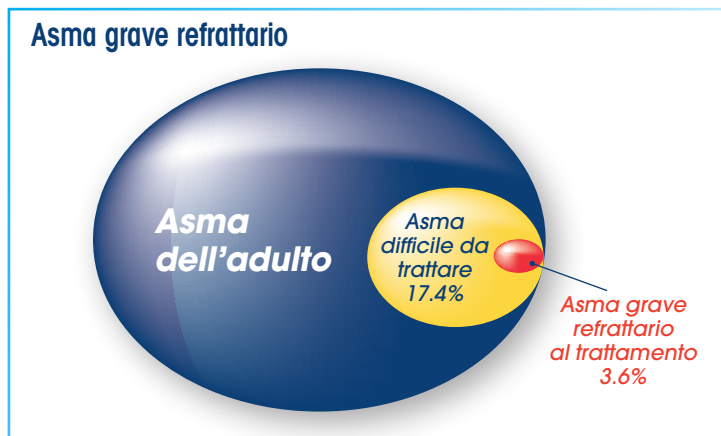 Asma grave refrattario
Asma
dell'adulto
Asma
difficile da
trattare
17.4%
Asma grave
refrattario
al trattamento
3.6%